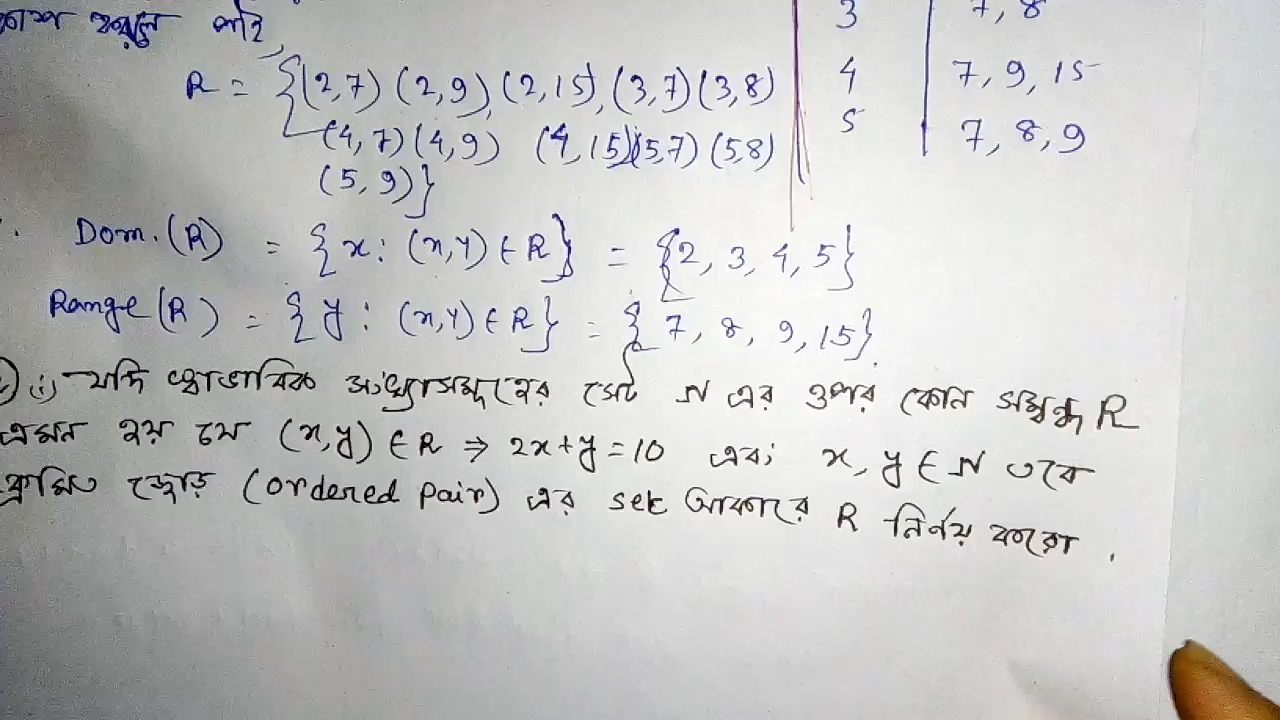 প্রকাশ করলে পাই, 3 7, 8
R = {(2,7) (2,9), (2,15), (3,7) (3,8) 4 7, 9, 15
(4,7) (4,9) (4,15) (5,7) (5,8) 5 7, 8, 9
(5,9)}
Dom. (R) = {x : (x,y) ∈ R} = {2, 3, 4, 5}
Range (R) = {y : (x,y) ∈ R} = {7, 8, 9, 15}.
(i) যদি স্বাভাবিক সংখ্যাসমূহের সেট N এর ওপর কোন সম্বন্ধ R
এমন হয় যে (x,y) ∈ R ⇒ 2x+y=10 এবং x, y ∈ N তবে
ক্রমিত জোড় (ordered pair) এর set আকারে R নির্ণয় করো .